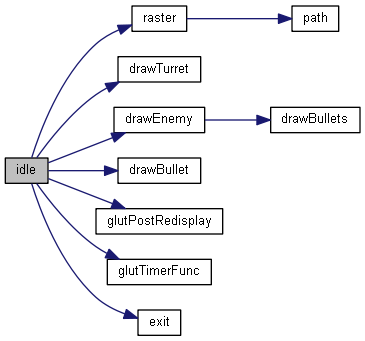 raster
path
drawTurret
drawEnemy
drawBullets
idle
drawBullet
glutPostRedisplay
glutTimerFunc
exit